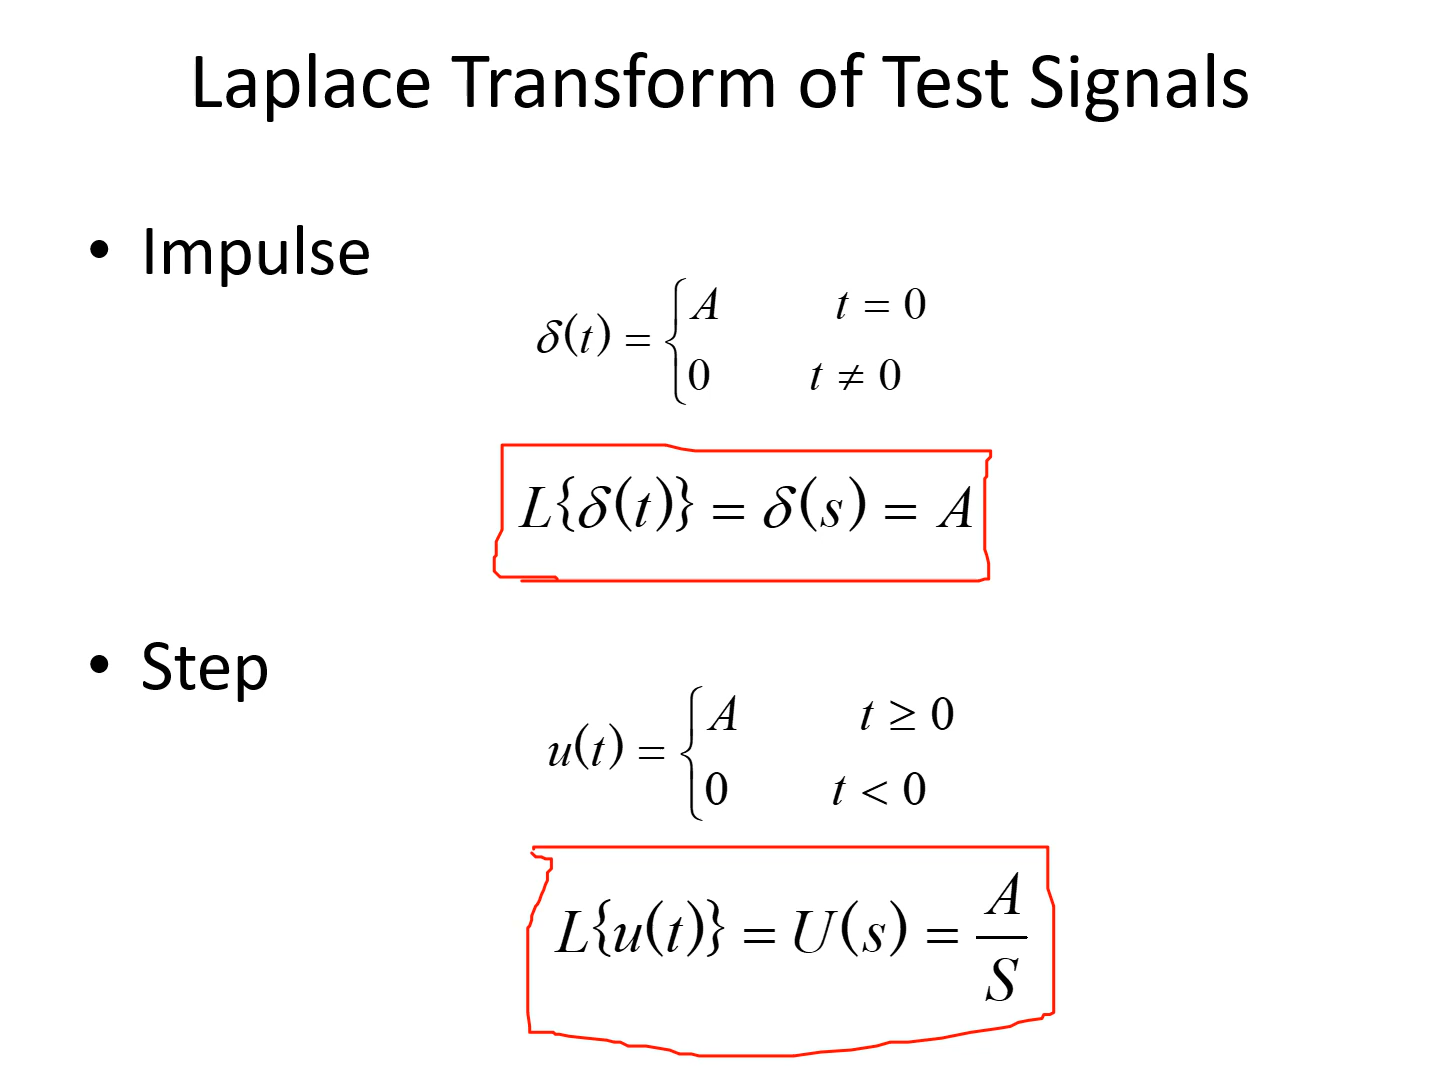 Laplace Transform of Test Signals
• Impulse
δ(t) = { A t = 0
0 t ≠ 0
L{δ(t)} = δ(s) = A
• Step
u(t) = { A t ≥ 0
0 t < 0
L{u(t)} = U(s) = A/S